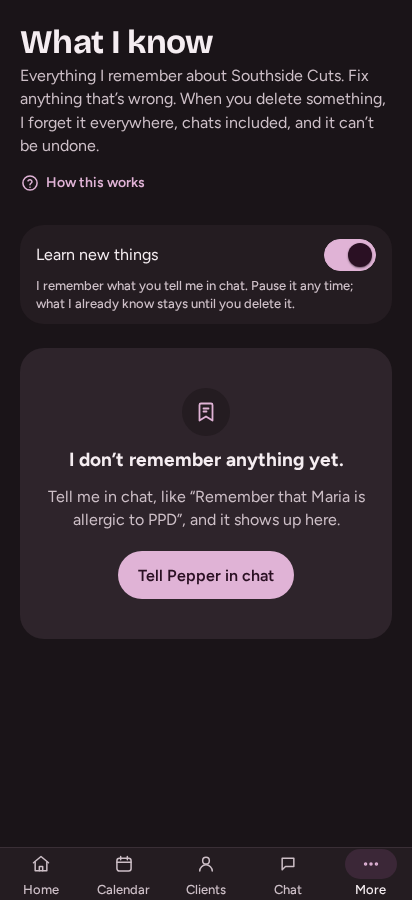 What I know
Everything I remember about Southside Cuts. Fix
anything that’s wrong. When you delete something,
I forget it everywhere, chats included, and it can’t
be undone.
How this works
Learn new things
I remember what you tell me in chat. Pause it any time;
what I already know stays until you delete it.
I don’t remember anything yet.
Tell me in chat, like “Remember that Maria is
allergic to PPD”, and it shows up here.
Tell Pepper in chat
Home
Calendar
Clients
Chat
More